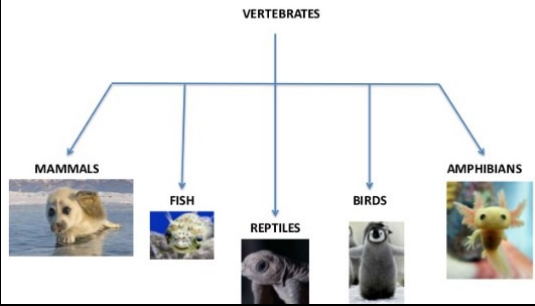 VERTEBRATES
MAMMALS
FISH
REPTILES
BIRDS
AMPHIBIANS